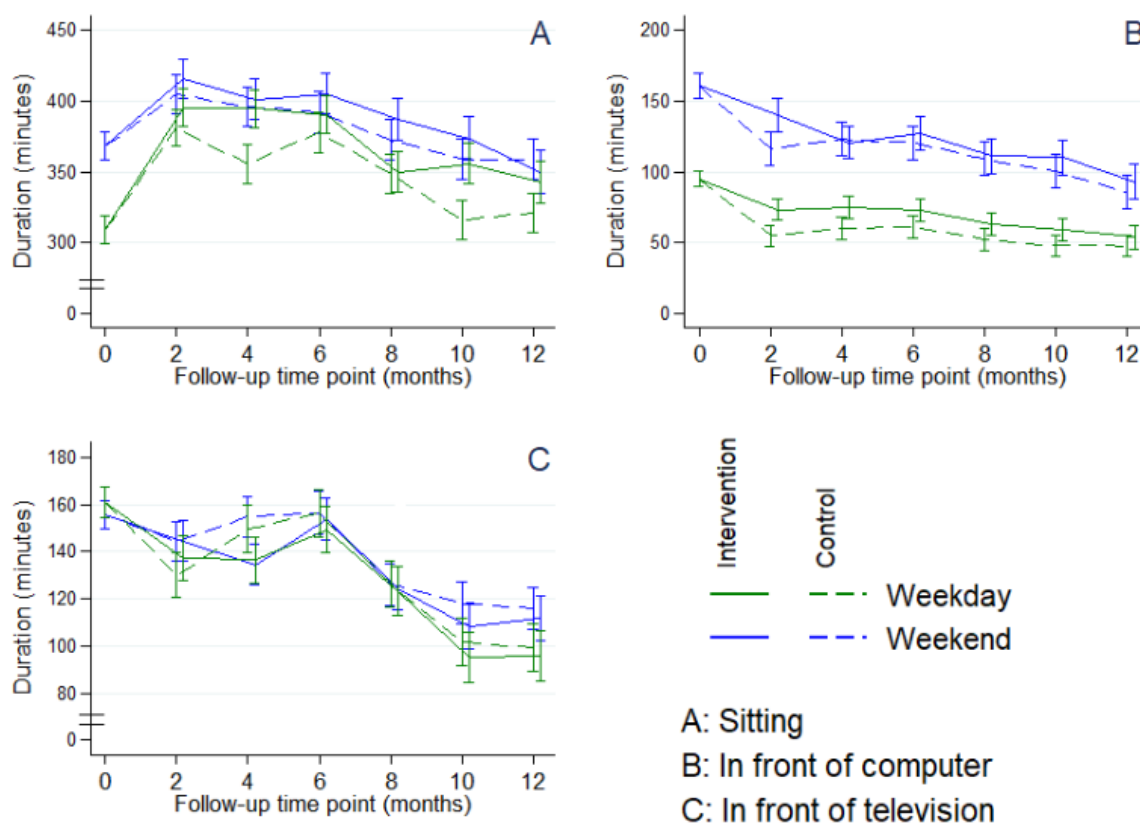 A
Duration (minutes)
450
400
350
300
0
0 2 4 6 8 10 12
Follow-up time point (months)
B
Duration (minutes)
200
150
100
50
0
0 2 4 6 8 10 12
Follow-up time point (months)
C
Duration (minutes)
180
160
140
120
100
80
0
0 2 4 6 8 10 12
Follow-up time point (months)
Intervention
Control
Weekday
Weekend
A: Sitting
B: In front of computer
C: In front of television